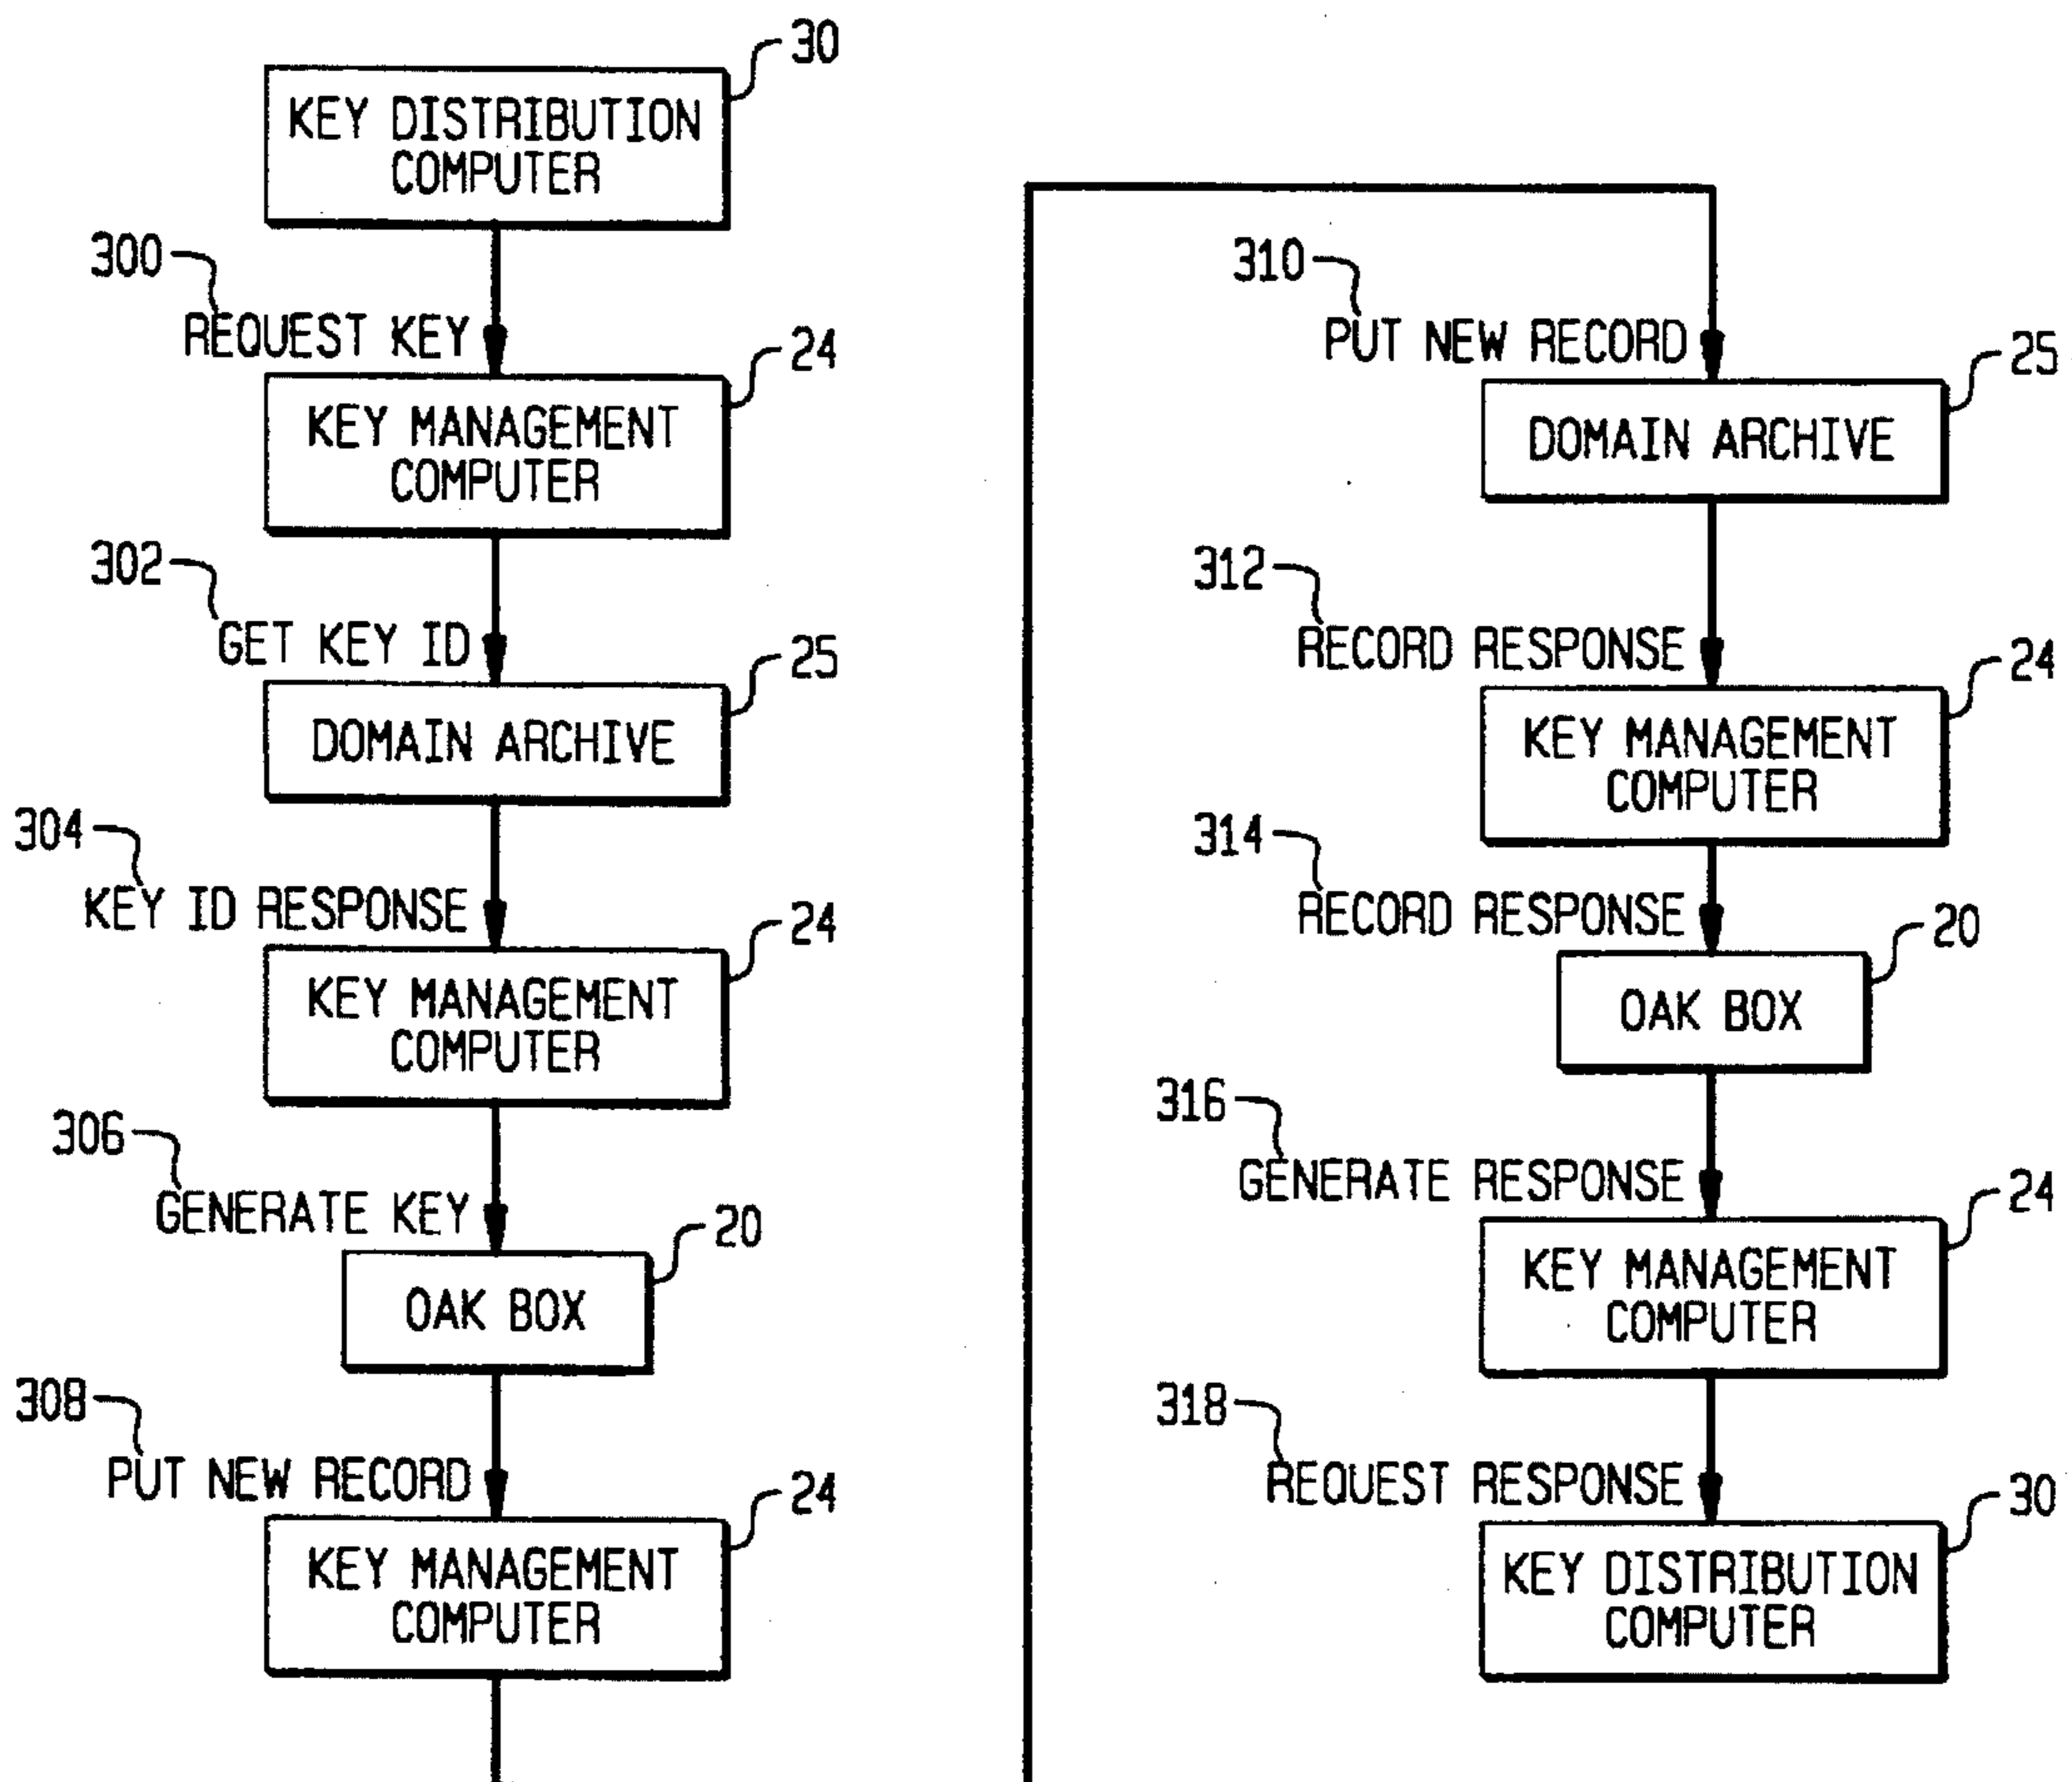 30
KEY DISTRIBUTION
COMPUTER
300
REQUEST KEY
24
KEY MANAGEMENT
COMPUTER
302
GET KEY ID
25
DOMAIN ARCHIVE
304
KEY ID RESPONSE
24
KEY MANAGEMENT
COMPUTER
306
GENERATE KEY
20
OAK BOX
308
PUT NEW RECORD
24
KEY MANAGEMENT
COMPUTER
310
PUT NEW RECORD
25
DOMAIN ARCHIVE
312
RECORD RESPONSE
24
KEY MANAGEMENT
COMPUTER
314
RECORD RESPONSE
20
OAK BOX
316
GENERATE RESPONSE
24
KEY MANAGEMENT
COMPUTER
318
REQUEST RESPONSE
30
KEY DISTRIBUTION
COMPUTER